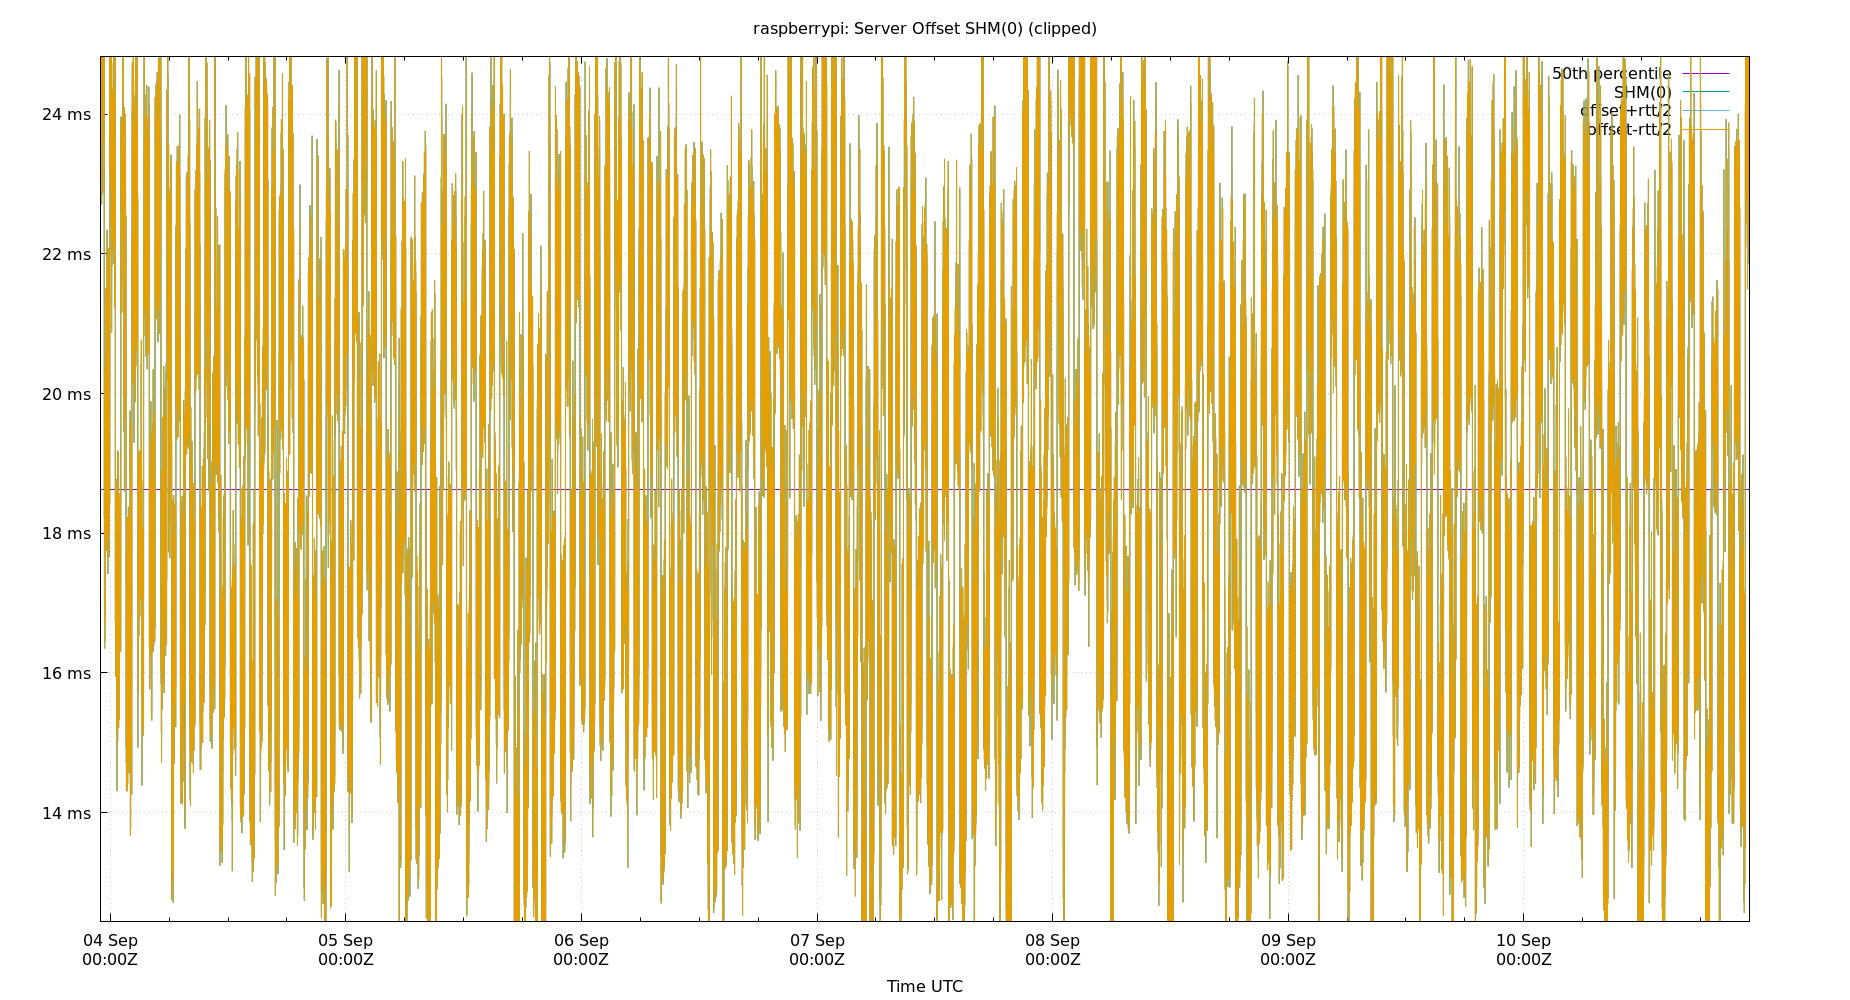 raspberrypi: Server Offset SHM(0) (clipped)
50th percentile
SHM(0)
offset+rtt/2
offset-rtt/2
24 ms
22 ms
20 ms
18 ms
16 ms
14 ms
04 Sep 05 Sep 06 Sep 07 Sep 08 Sep 09 Sep 10 Sep
00:00Z 00:00Z 00:00Z 00:00Z 00:00Z 00:00Z 00:00Z
Time UTC